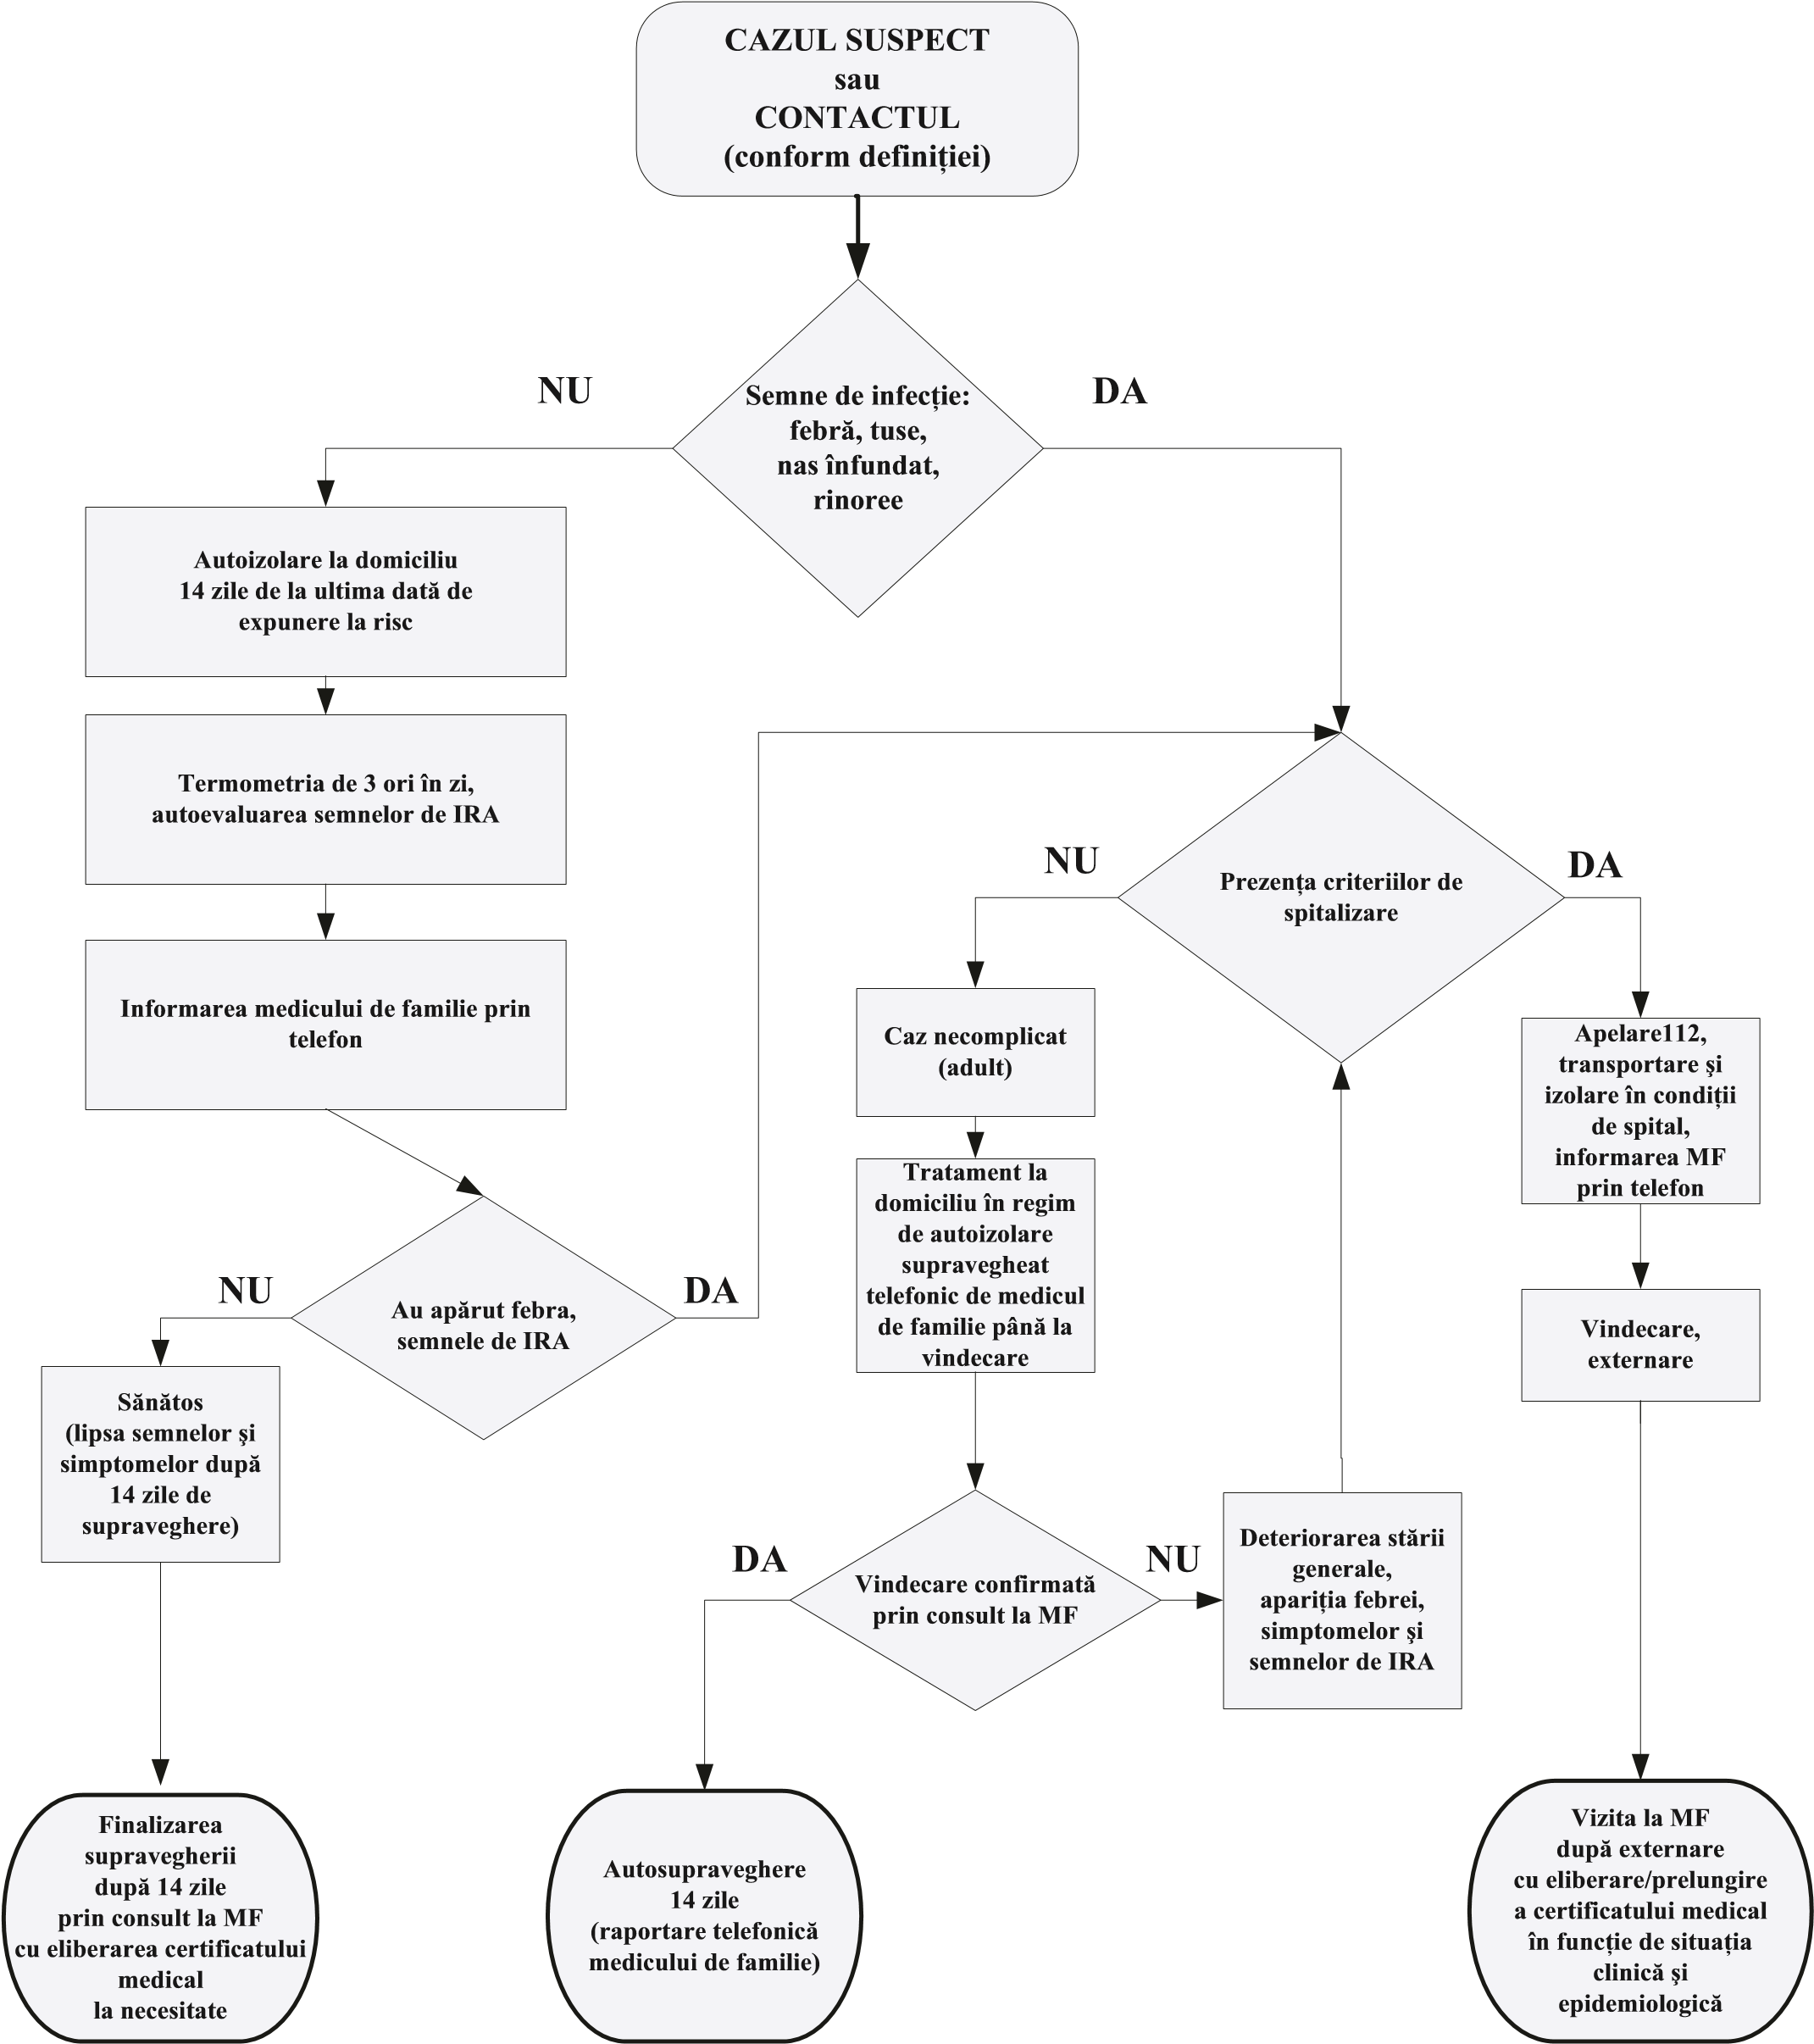 CAZUL SUSPECT
sau
CONTACTUL
(conform definiției)
NU
DA
Semne de infecție:
febră, tuse,
nas înfundat,
rinoree
Autoizolare la domiciliu
14 zile de la ultima dată de
expunere la risc
Termometria de 3 ori în zi,
autoevaluarea semnelor de IRA
Informarea medicului de familie prin
telefon
Au apărut febra,
semnele de IRA
NU
DA
Sănătos
(lipsa semnelor şi
simptomelor după
14 zile de
supraveghere)
Finalizarea
supravegherii
după 14 zile
prin consult la MF
cu eliberarea certificatului
medical
la necesitate
Prezența criteriilor de
spitalizare
NU
DA
Caz necomplicat
(adult)
Tratament la
domiciliu în regim
de autoizolare
supravegheat
telefonic de medicul
de familie până la
vindecare
Vindecare confirmată
prin consult la MF
DA
NU
Deteriorarea stării
generale,
apariția febrei,
simptomelor şi
semnelor de IRA
Autosupraveghere
14 zile
(raportare telefonică
medicului de familie)
Apelare112,
transportare şi
izolare în condiții
de spital,
informarea MF
prin telefon
Vindecare,
externare
Vizita la MF
după externare
cu eliberare/prelungire
a certificatului medical
în funcție de situația
clinică şi
epidemiologică